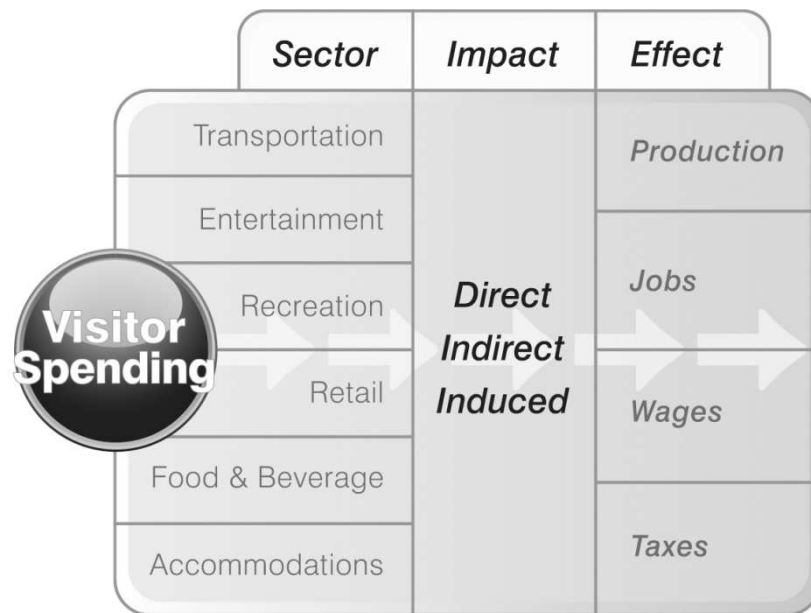 Sector
Impact
Effect
Transportation
Entertainment
Recreation
Retail
Food & Beverage
Accommodations
Visitor
Spending
Direct
Indirect
Induced
Production
Jobs
Wages
Taxes